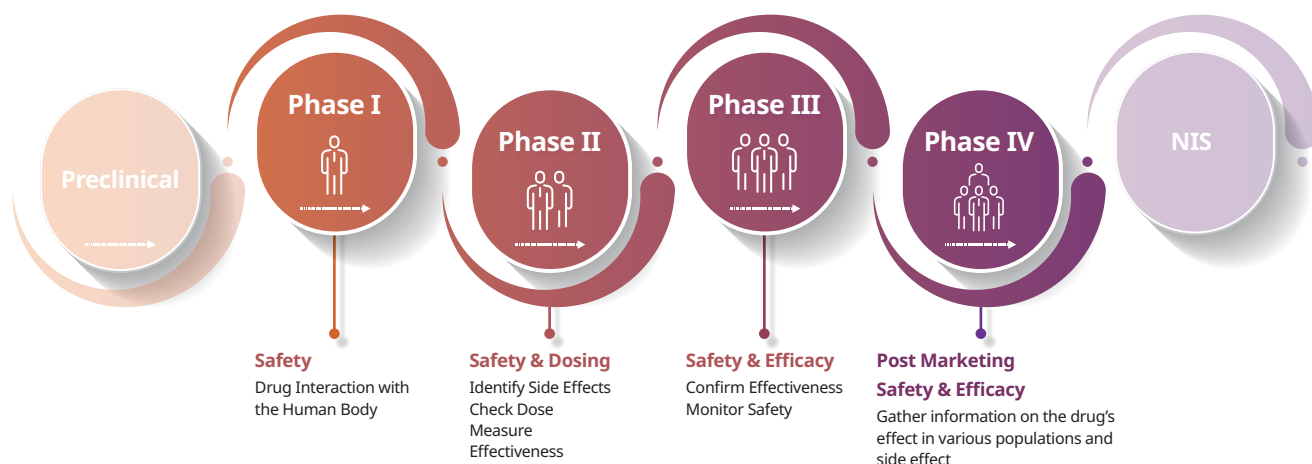 Preclinical
Phase I
Phase II
Phase III
Phase IV
NIS
Safety
Drug Interaction with
the Human Body
Safety & Dosing
Identify Side Effects
Check Dose
Measure
Effectiveness
Safety & Efficacy
Confirm Effectiveness
Monitor Safety
Post Marketing
Safety & Efficacy
Gather information on the drug's
effect in various populations and
side effect